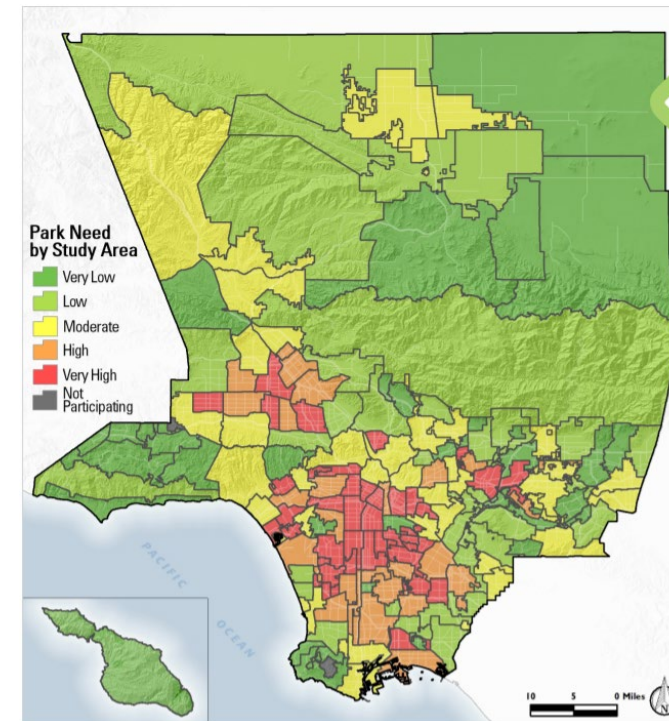 Park Need
by Study Area
Very Low
Low
Moderate
High
Very High
Not
Participating
PACIFIC
OCEAN
10 5 0 Miles
N